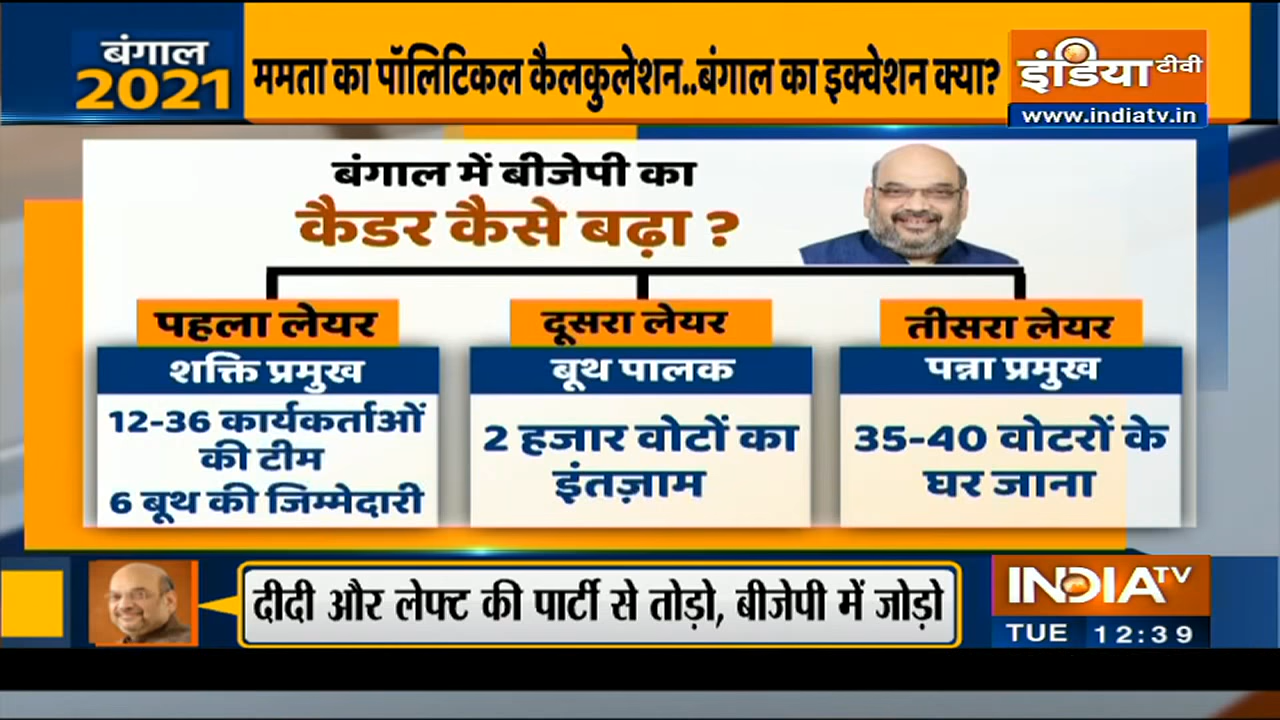 बंगाल
2021
ममता का पॉलिटिकल कैलकुलेशन..बंगाल का इक्वेशन क्या?
इंडिया टीवी
www.indiatv.in
बंगाल में बीजेपी का
कैडर कैसे बढ़ा ?
पहला लेयर
शक्ति प्रमुख
12-36 कार्यकर्ताओं
की टीम
6 बूथ की जिम्मेदारी
दूसरा लेयर
बूथ पालक
2 हजार वोटों का
इंतज़ाम
तीसरा लेयर
पन्ना प्रमुख
35-40 वोटरों के
घर जाना
दीदी और लेफ्ट की पार्टी से तोड़ो, बीजेपी में जोड़ो
INDIA TV
TUE 12:39